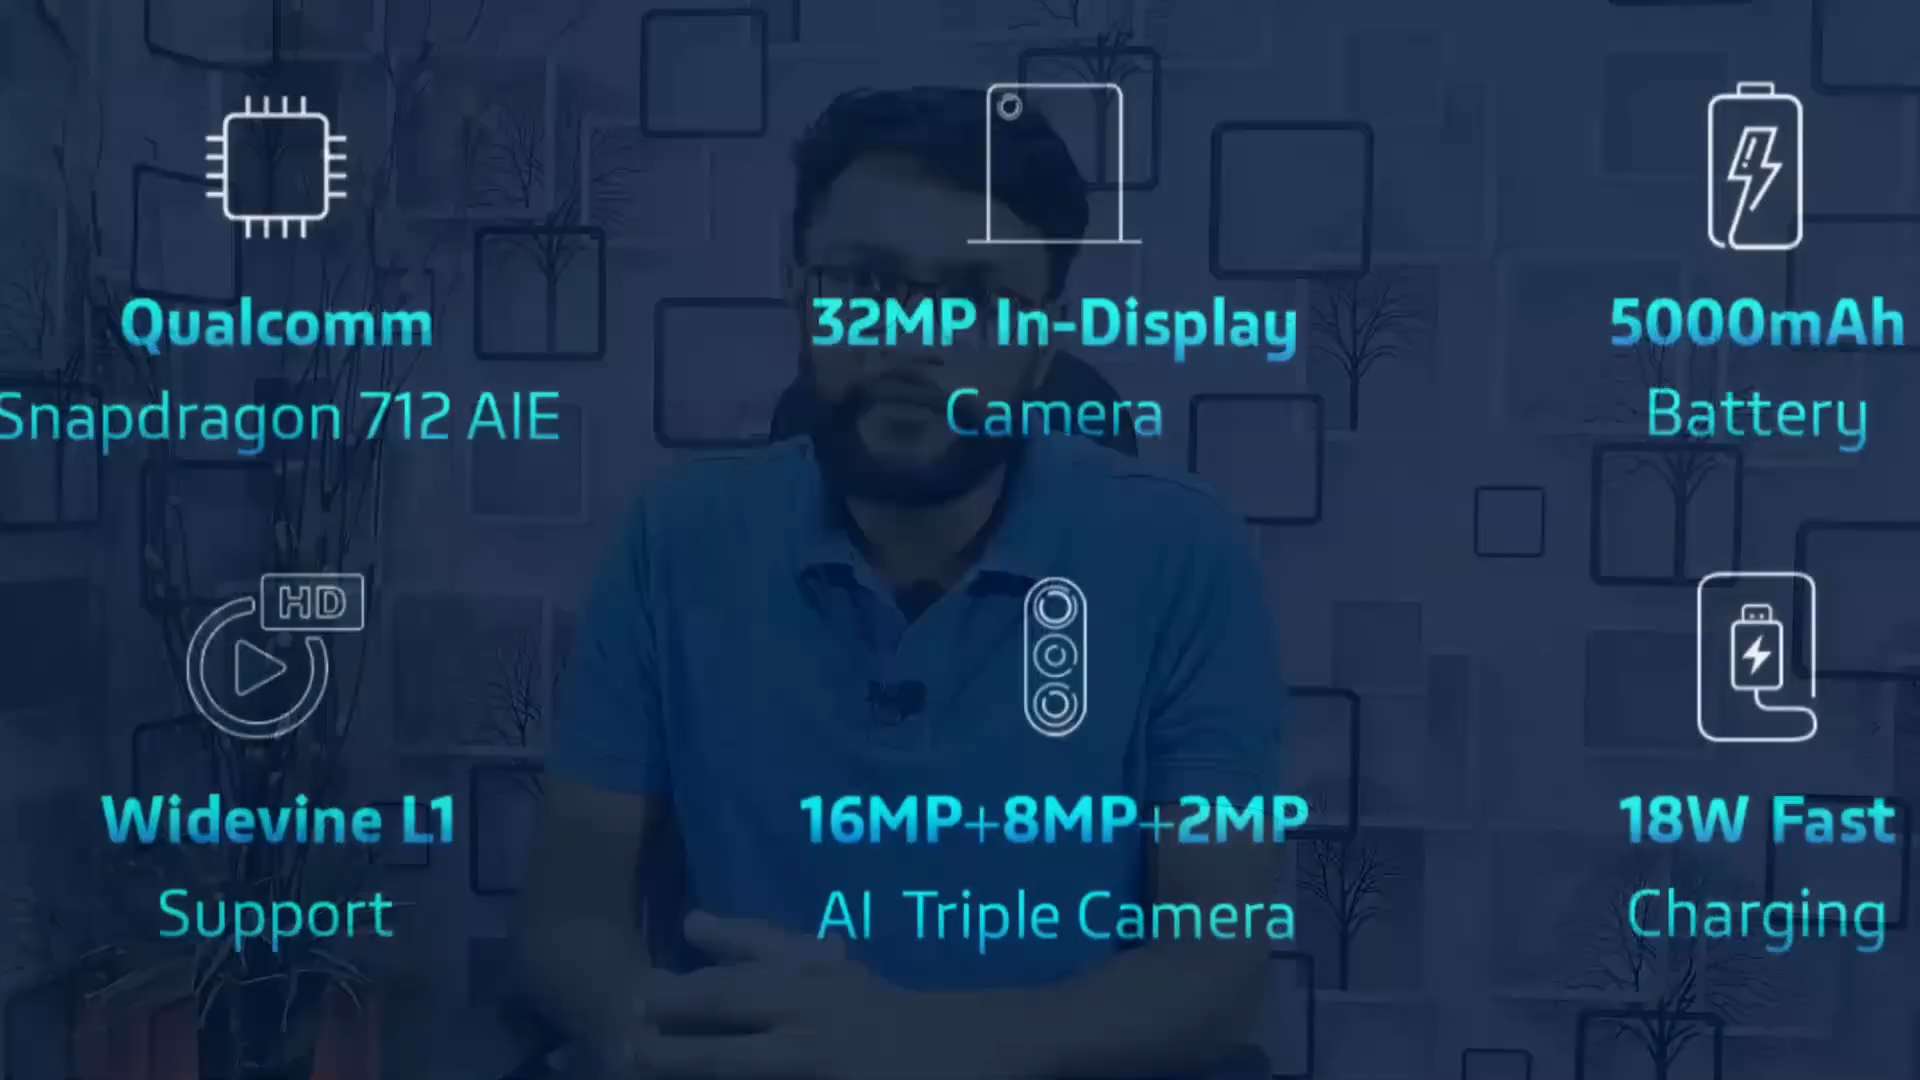 Qualcomm
Snapdragon 712 AIE
32MP In-Display
Camera
5000mAh
Battery
HD
Widevine L1
Support
16MP+8MP+2MP
AI Triple Camera
18W Fast
Charging